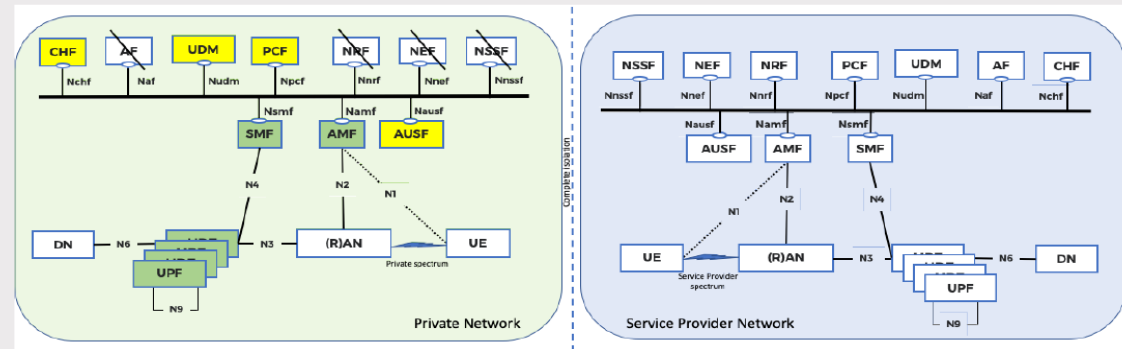 CHF AF UDM PCF NRF NEF NSSF
Nchf Naf Nudm Npcf Nnrf Nnef Nnssf
Nsmf Namf Nausf
SMF AMF AUSF
N4 N2 N1
DN N6 N3 (R)AN UE
UPF
Private spectrum
N9
Private Network
Complete Isolation
NSSF NEF NRF PCF UDM AF CHF
Nnssf Nnef Nnrf Npcf Nudm Naf Nchf
Nausf Namf Nsmf
AUSF AMF SMF
N1 N2 N4
UE (R)AN N3 N6 DN
Service Provider
spectrum
UPF
N9
Service Provider Network